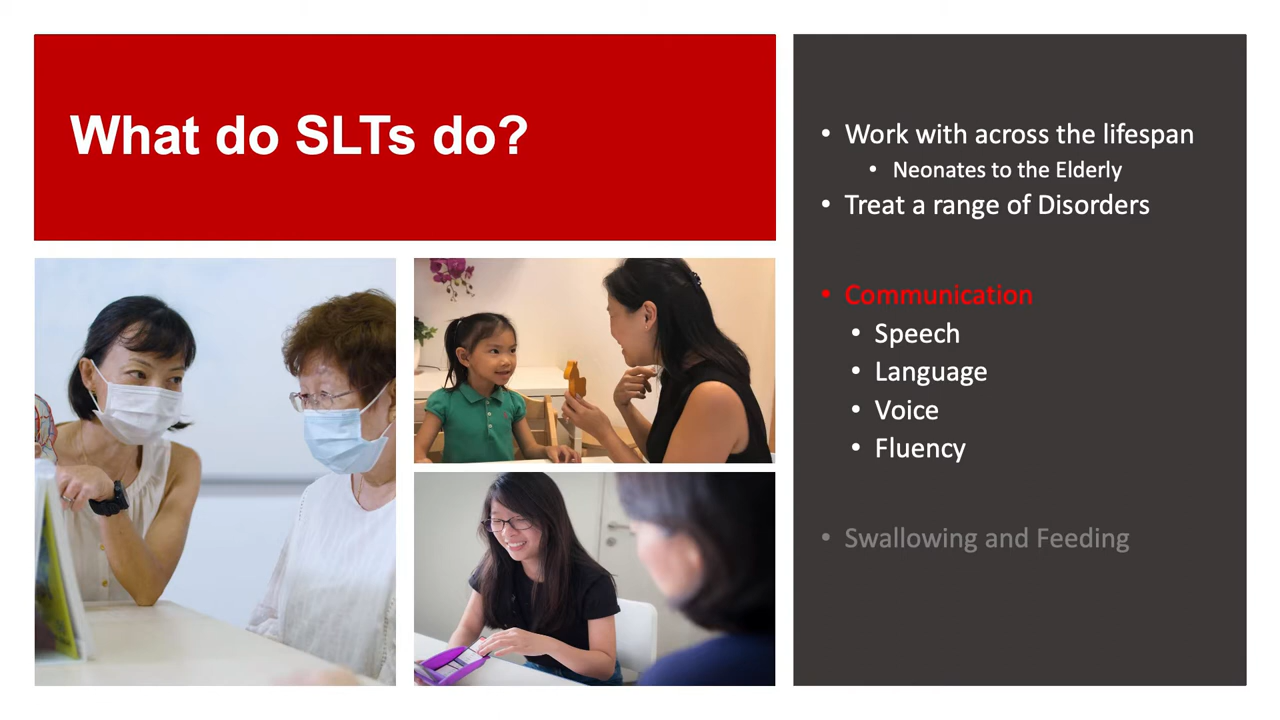 What do SLTs do?
Work with across the lifespan
Neonates to the Elderly
Treat a range of Disorders
Communication
Speech
Language
Voice
Fluency
Swallowing and Feeding